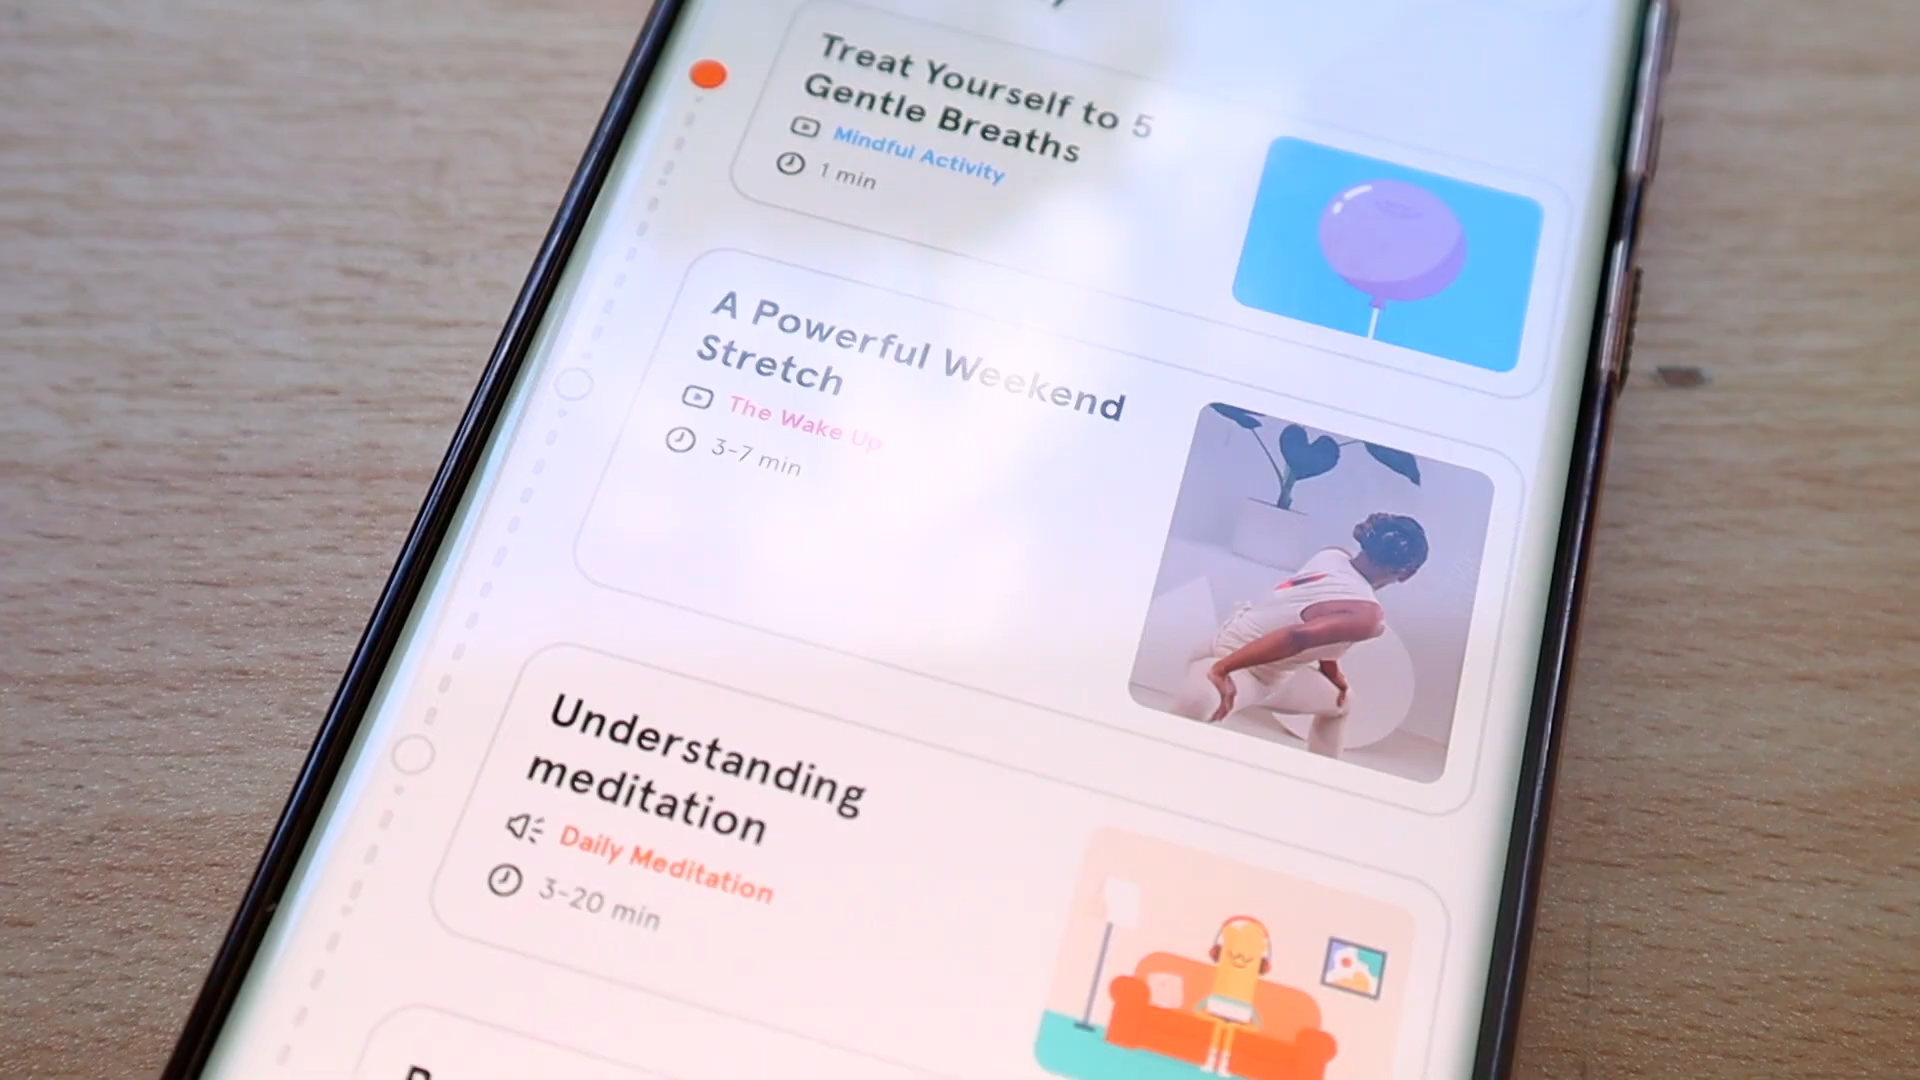 Treat Yourself to 5
Gentle Breaths
Mindful Activity
1 min
A Powerful Weekend
Stretch
The Wake Up
3-7 min
Understanding
meditation
Daily Meditation
3-20 min